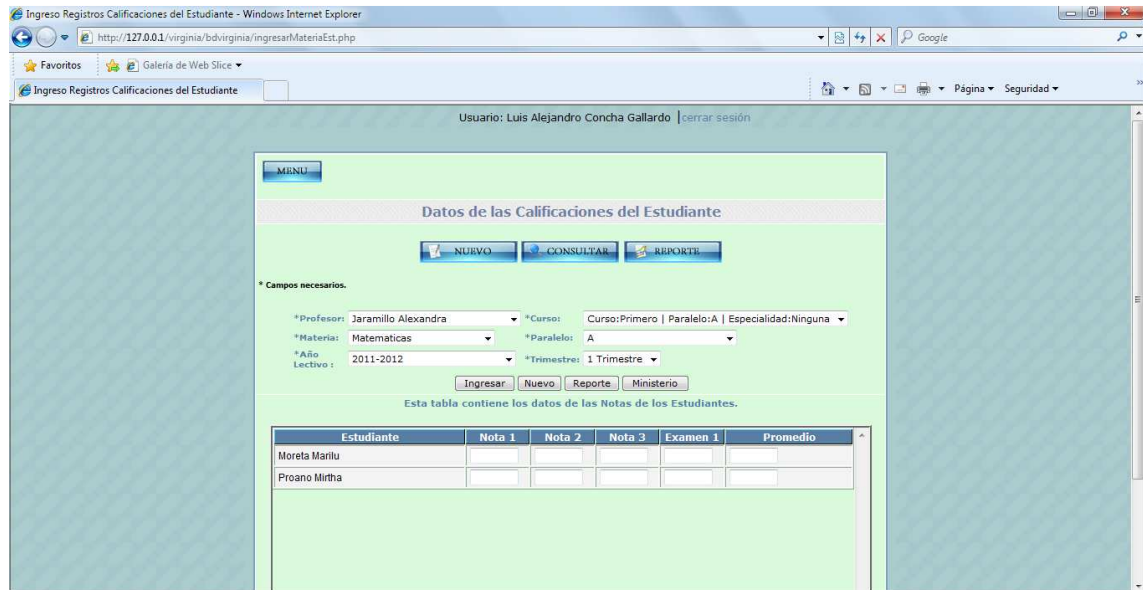 Ingreso Registros Calificaciones del Estudiante - Windows Internet Explorer
http://127.0.0.1/virginia/bdvirginia/ingresarMateriaEst.php
Google
Favoritos Galería de Web Slice
Ingreso Registros Calificaciones del Estudiante
Página Seguridad
Usuario: Luis Alejandro Concha Gallardo | cerrar sesión
MENU
Datos de las Calificaciones del Estudiante
NUEVO CONSULTAR REPORTE
* Campos necesarios.
*Profesor: Jaramillo Alexandra *Curso: Curso:Primero | Paralelo:A | Especialidad:Ninguna
*Materia: Matematicas *Paralelo: A
*Año Lectivo : 2011-2012 *Trimestre: 1 Trimestre
Ingresar Nuevo Reporte Ministerio
Esta tabla contiene los datos de las Notas de los Estudiantes.
Estudiante Nota 1 Nota 2 Nota 3 Examen 1 Promedio
Moreta Marilu
Proano Mirtha